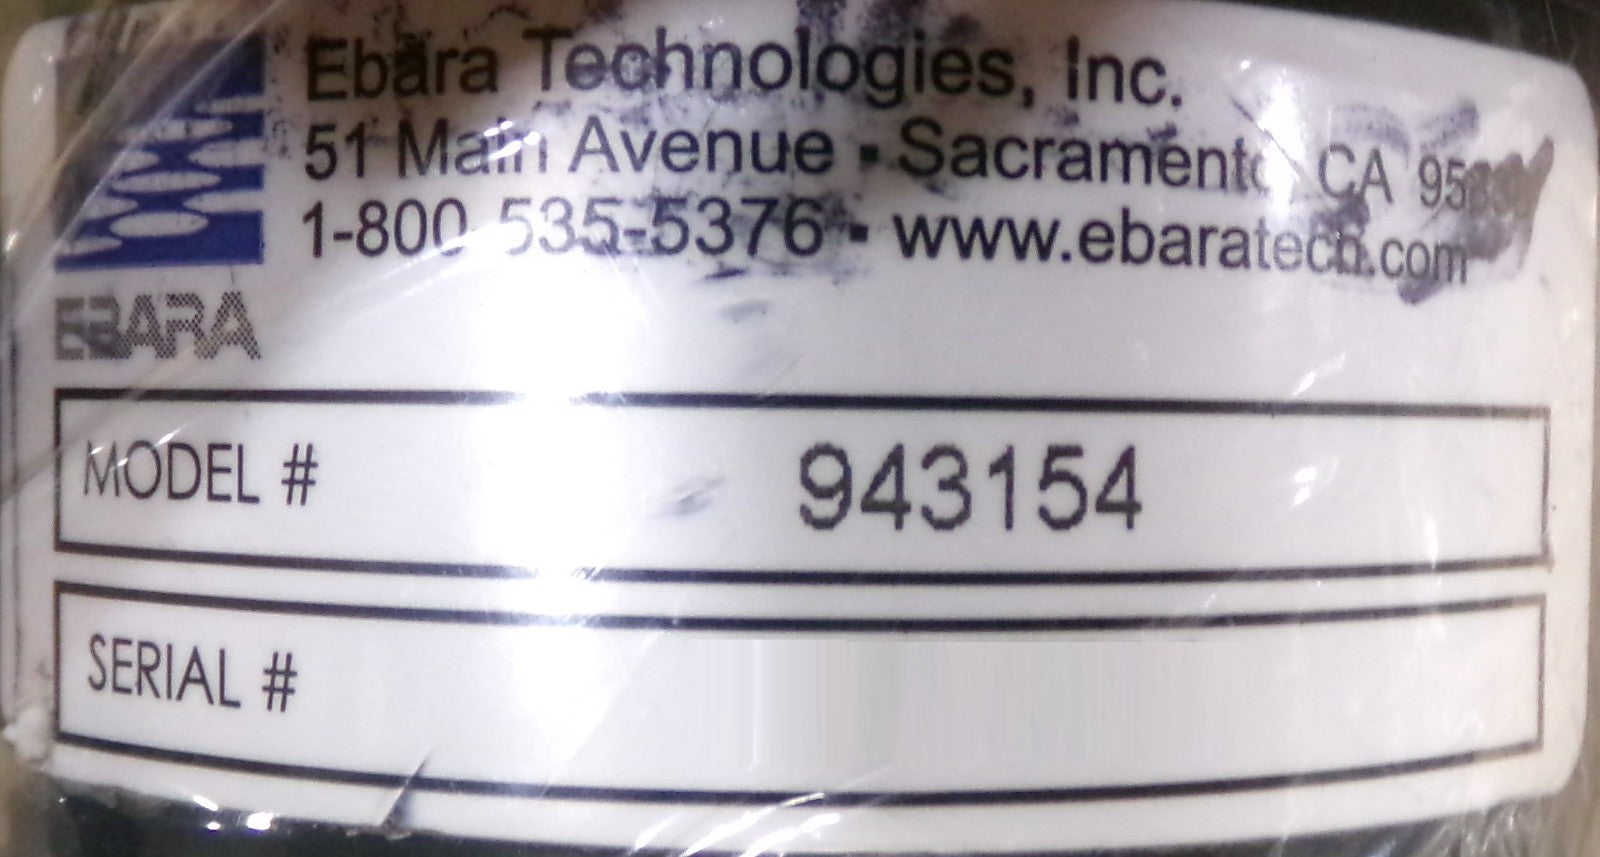 Ebara Technologies, Inc.
51 Main Avenue ▪ Sacramento, CA
1-800-535-5376 ▪ www.ebaratech.com
EBARA
MODEL # 943154
SERIAL #